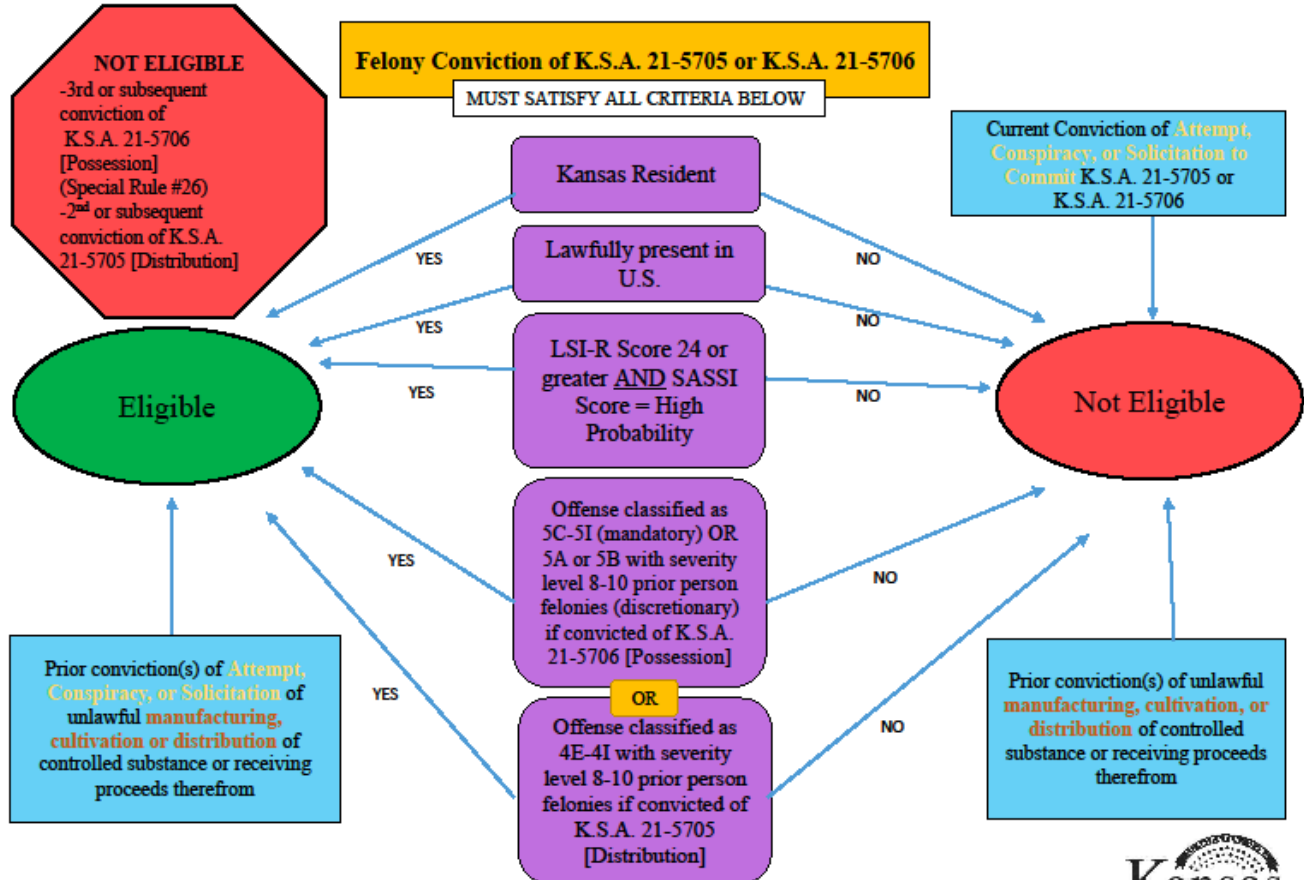 NOT ELIGIBLE
-3rd or subsequent
conviction of
K.S.A. 21-5706
[Possession]
(Special Rule #26)
-2nd or subsequent
conviction of K.S.A.
21-5705 [Distribution]
Felony Conviction of K.S.A. 21-5705 or K.S.A. 21-5706
MUST SATISFY ALL CRITERIA BELOW
Current Conviction of Attempt,
Conspiracy, or Solicitation to
Commit K.S.A. 21-5705 or
K.S.A. 21-5706
Kansas Resident
YES
NO
Lawfully present in
U.S.
YES
NO
LSI-R Score 24 or
greater AND SASSI
Score = High
Probability
YES
NO
Eligible
Not Eligible
Offense classified as
5C-5I (mandatory) OR
5A or 5B with severity
level 8-10 prior person
felonies (discretionary)
if convicted of K.S.A.
21-5706 [Possession]
YES
NO
OR
Offense classified as
4E-4I with severity
level 8-10 prior person
felonies if convicted of
K.S.A. 21-5705
[Distribution]
YES
NO
Prior conviction(s) of Attempt,
Conspiracy, or Solicitation of
unlawful manufacturing,
cultivation or distribution of
controlled substance or receiving
proceeds therefrom
Prior conviction(s) of unlawful
manufacturing, cultivation, or
distribution of controlled
substance or receiving proceeds
therefrom
Kansas